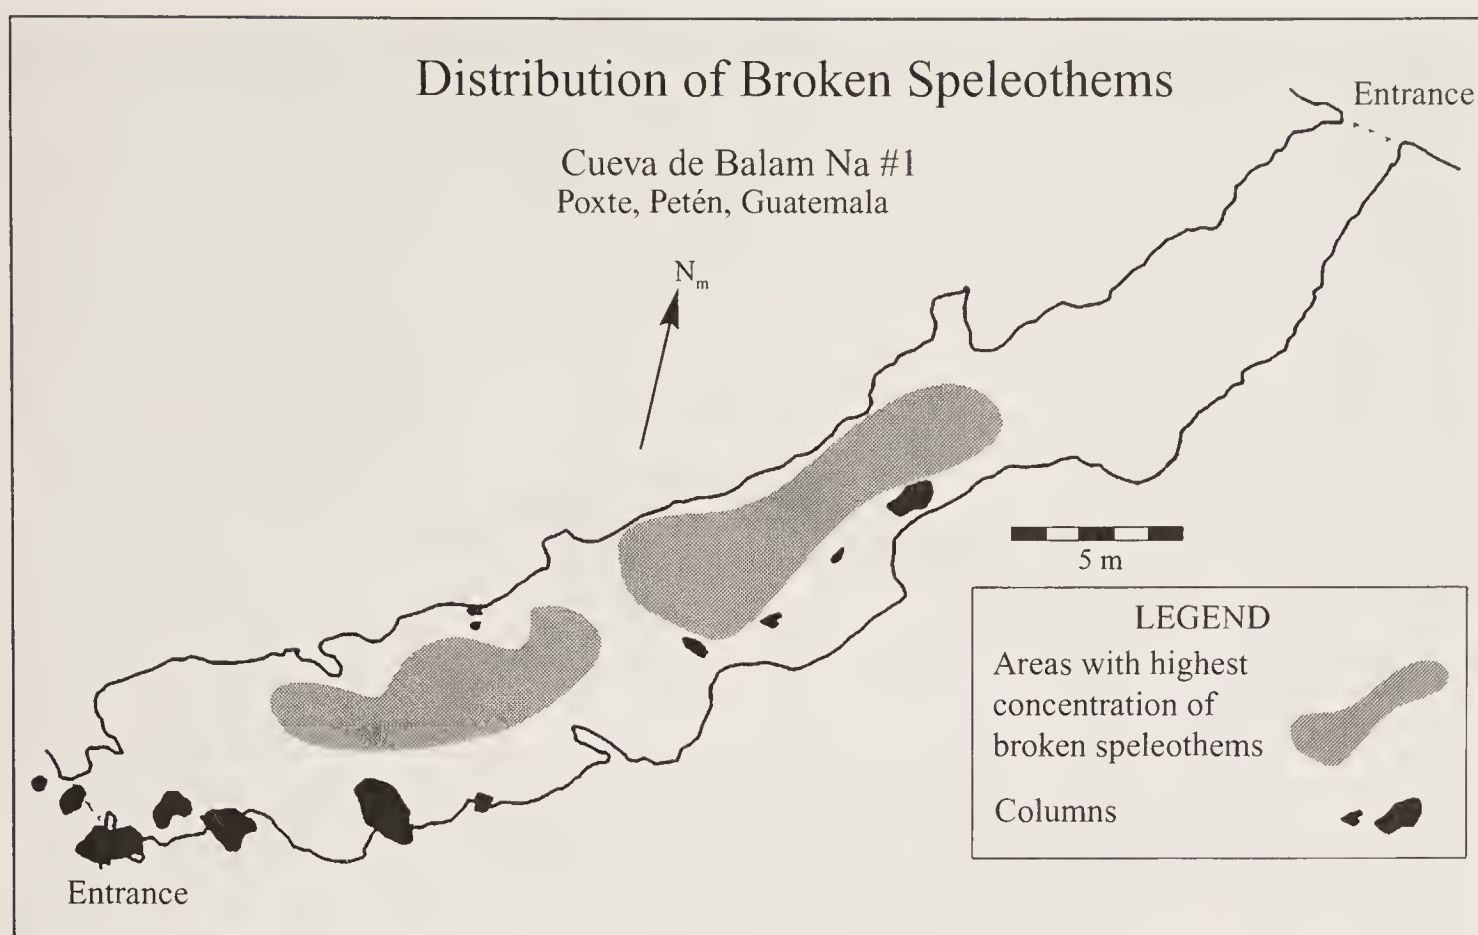 Distribution of Broken Speleothems
Entrance
Cueva de Balam Na #1
Poxte, Petén, Guatemala
Nm
5 m
LEGEND
Areas with highest
concentration of
broken speleothems
Columns
Entrance